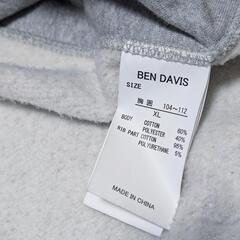 BEN DAVIS
SIZE
胸囲 104～112
XL
BODY COTTON 60%
POLYESTER 40%
RIB PART COTTON 95%
POLYURETHANE 5%
MADE IN CHINA